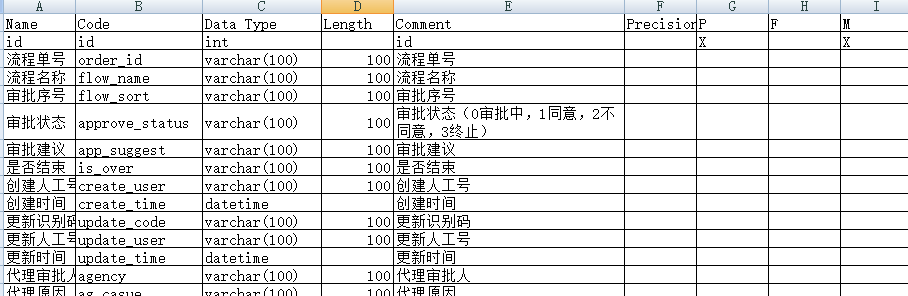 A B C D E F G H I
Name Code Data Type Length Comment Precision P F M
id id int id X X
流程单号 order_id varchar(100) 100 流程单号
流程名称 flow_name varchar(100) 100 流程名称
审批序号 flow_sort varchar(100) 100 审批序号
审批状态 approve_status varchar(100) 100 审批状态（0审批中，1同意，2不
同意，3终止）
审批建议 app_suggest varchar(100) 100 审批建议
是否结束 is_over varchar(100) 100 是否结束
创建人工号 create_user varchar(100) 100 创建人工号
创建时间 create_time datetime 创建时间
更新识别码 update_code varchar(100) 100 更新识别码
更新人工号 update_user varchar(100) 100 更新人工号
更新时间 update_time datetime 更新时间
代理审批人 agency varchar(100) 100 代理审批人
代理原因 ag_casue varchar(100) 100 代理原因